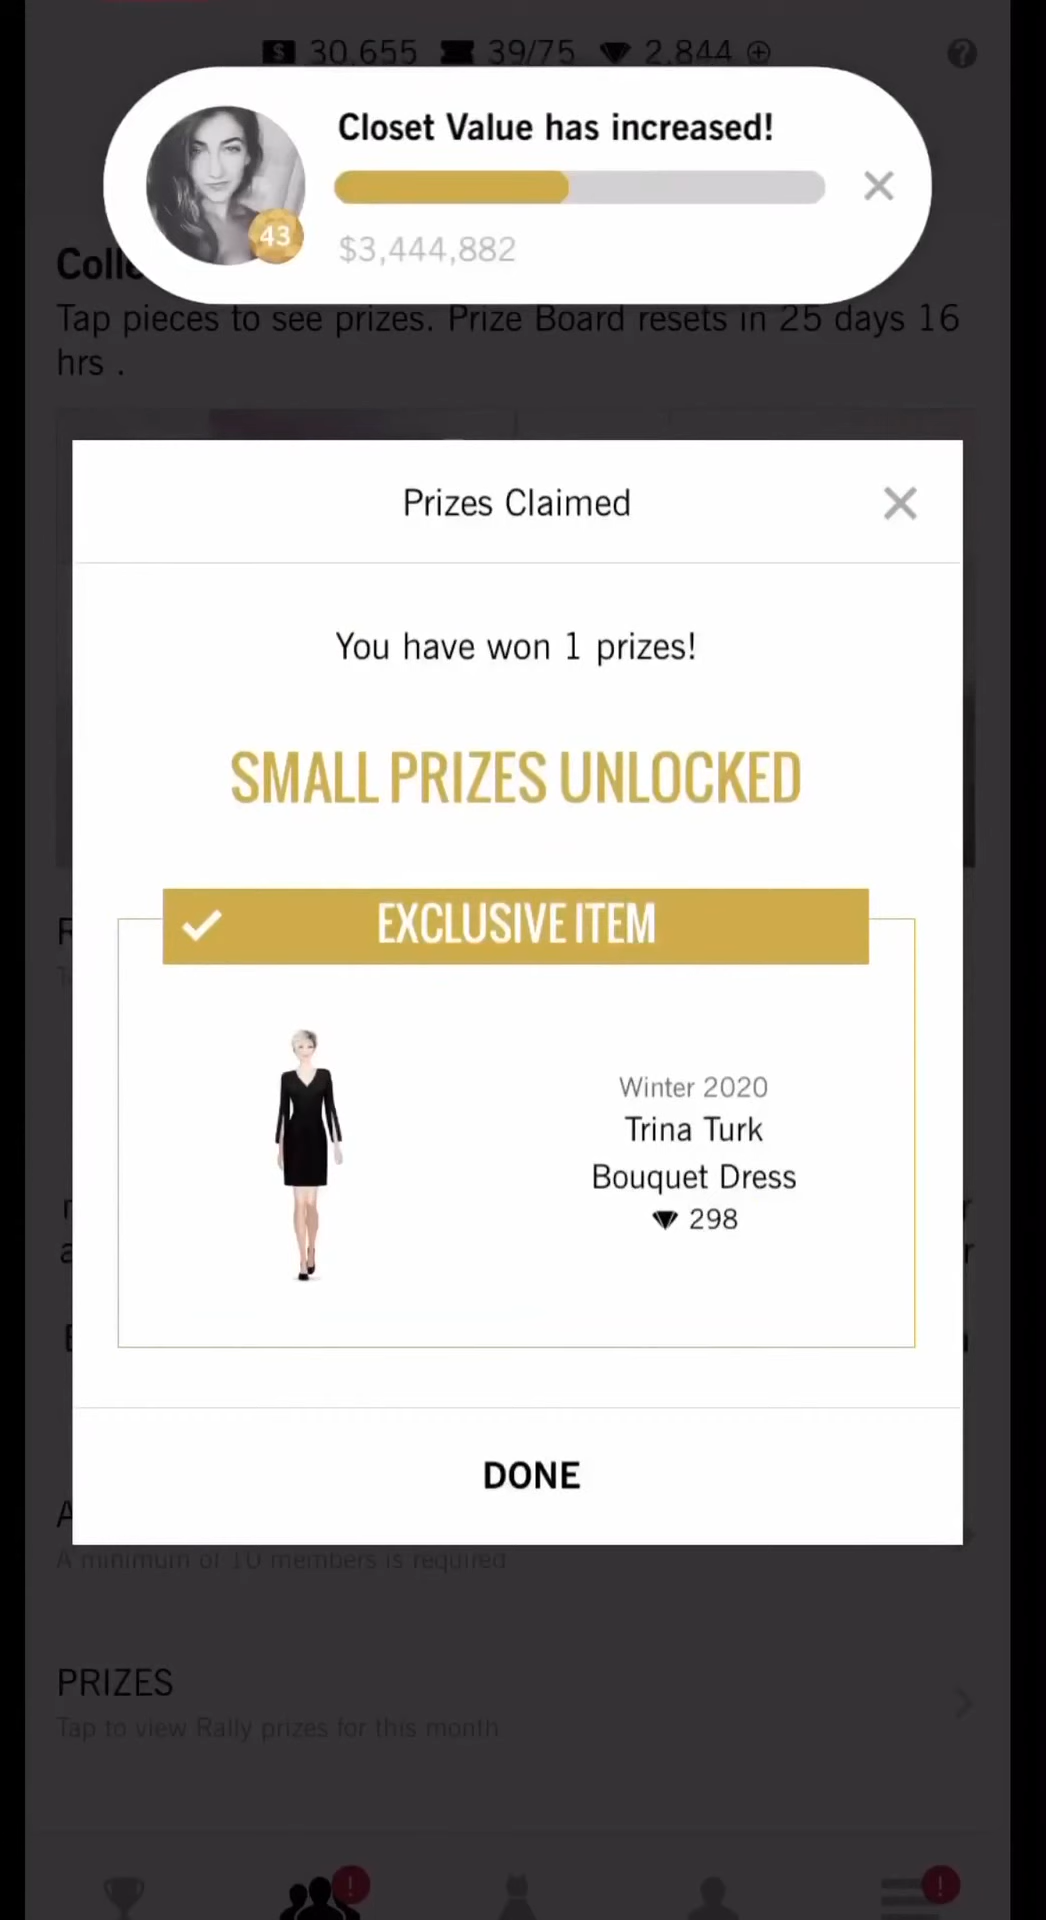 30,655 39/75 2,844
Closet Value has increased!
43
$3,444,882
Tap pieces to see prizes. Prize Board resets in 25 days 16
hrs .
Prizes Claimed
You have won 1 prizes!
SMALL PRIZES UNLOCKED
EXCLUSIVE ITEM
Winter 2020
Trina Turk
Bouquet Dress
298
DONE
A minimum of 10 members is required
PRIZES
Tap to view Rally prizes for this month